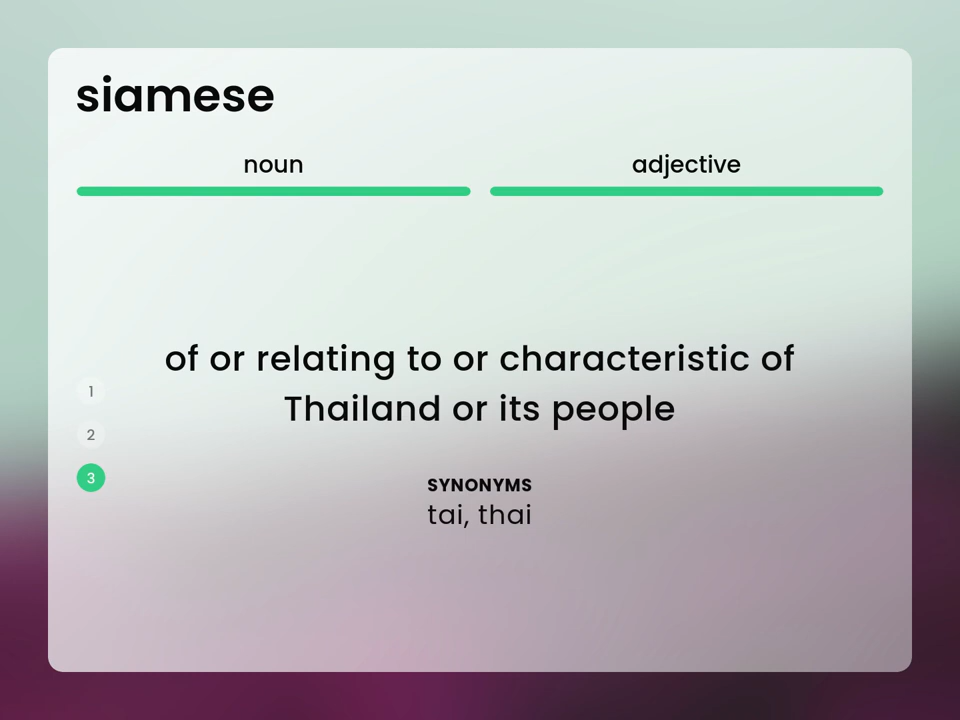 siamese
noun
adjective
of or relating to or characteristic of
Thailand or its people
1
2
3
SYNONYMS
tai, thai